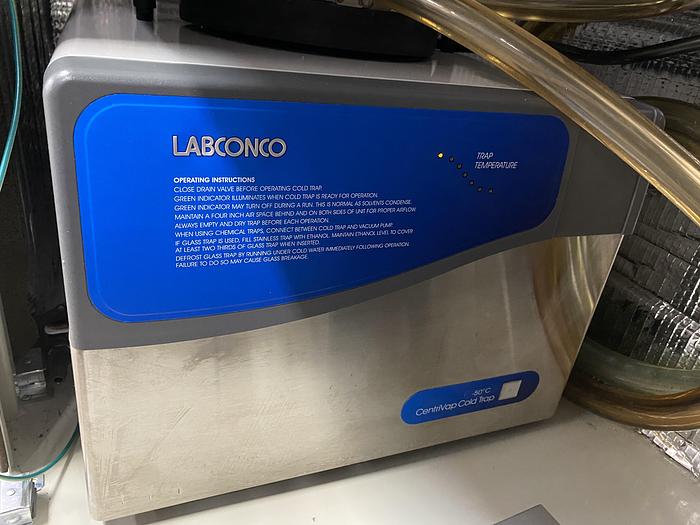 LABCONCO
TRAP
TEMPERATURE
OPERATING INSTRUCTIONS
CLOSE DRAIN VALVE BEFORE OPERATING COLD TRAP.
GREEN INDICATOR ILLUMINATES WHEN COLD TRAP IS READY FOR OPERATION.
GREEN INDICATOR MAY TURN OFF DURING A RUN. THIS IS NORMAL AS SOLVENTS CONDENSE.
MAINTAIN A FOUR INCH AIR SPACE BEHIND AND ON BOTH SIDES OF UNIT FOR PROPER AIRFLOW.
ALWAYS EMPTY AND DRY TRAP BEFORE EACH OPERATION.
WHEN USING CHEMICAL TRAPS, CONNECT BETWEEN COLD TRAP AND VACUUM PUMP.
IF GLASS TRAP IS USED, FILL STAINLESS TRAP WITH ETHANOL. MAINTAIN ETHANOL LEVEL TO COVER
AT LEAST TWO THIRDS OF GLASS TRAP WHEN INSERTED.
DEFROST GLASS TRAP BY RUNNING UNDER COLD WATER IMMEDIATELY FOLLOWING OPERATION.
FAILURE TO DO SO MAY CAUSE GLASS BREAKAGE.
-50°C
CentriVap Cold Trap